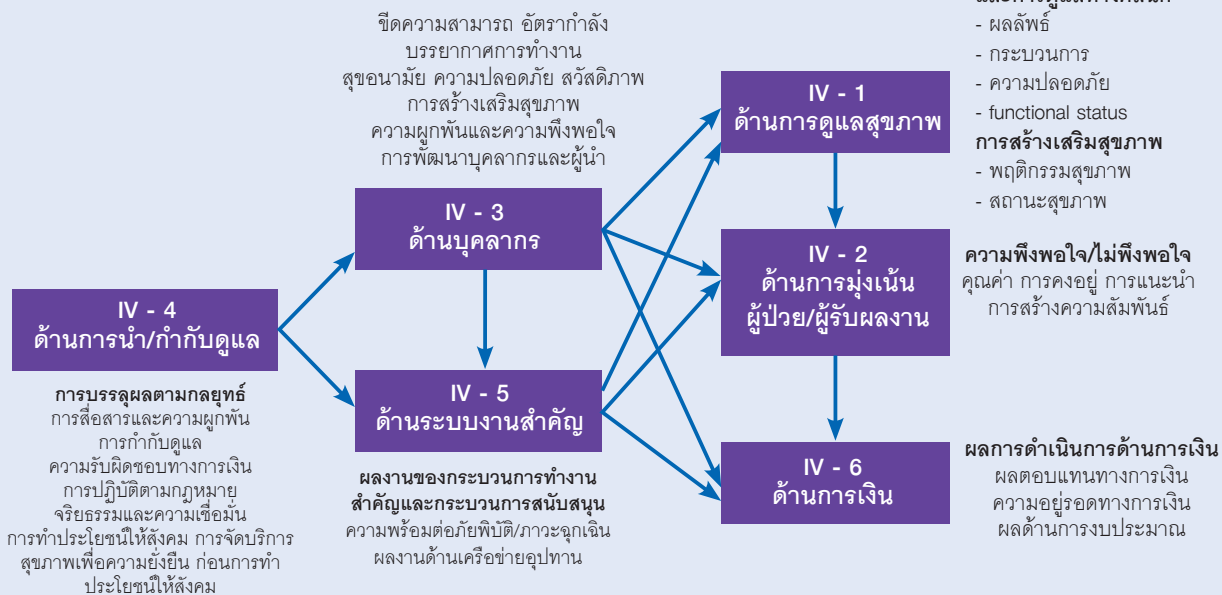 ขีดความสามารถ อัตรากำลัง
บรรยากาศการทำงาน
สุขอนามัย ความปลอดภัย สวัสดิภาพ
การสร้างเสริมสุขภาพ
ความผูกพันและความพึงพอใจ
การพัฒนาบุคลากรและผู้นำ
- ผลลัพธ์
- กระบวนการ
- ความปลอดภัย
- functional status
การสร้างเสริมสุขภาพ
- พฤติกรรมสุขภาพ
- สถานะสุขภาพ
IV - 1
ด้านการดูแลสุขภาพ
IV - 3
ด้านบุคลากร
IV - 2
ด้านการมุ่งเน้น
ผู้ป่วย/ผู้รับผลงาน
ความพึงพอใจ/ไม่พึงพอใจ
คุณค่า การคงอยู่ การแนะนำ
การสร้างความสัมพันธ์
IV - 4
ด้านการนำ/กำกับดูแล
การบรรลุผลตามกลยุทธ์
การสื่อสารและความผูกพัน
การกำกับดูแล
ความรับผิดชอบทางการเงิน
การปฏิบัติตามกฎหมาย
จริยธรรมและความเชื่อมั่น
การทำประโยชน์ให้สังคม การจัดบริการ
สุขภาพเพื่อความยั่งยืน ก่อนการทำ
ประโยชน์ให้สังคม
IV - 5
ด้านระบบงานสำคัญ
ผลงานของกระบวนการทำงาน
สำคัญและกระบวนการสนับสนุน
ความพร้อมต่อภัยพิบัติ/ภาวะฉุกเฉิน
ผลงานด้านเครือข่ายอุปทาน
IV - 6
ด้านการเงิน
ผลการดำเนินการด้านการเงิน
ผลตอบแทนทางการเงิน
ความอยู่รอดทางการเงิน
ผลด้านการงบประมาณ